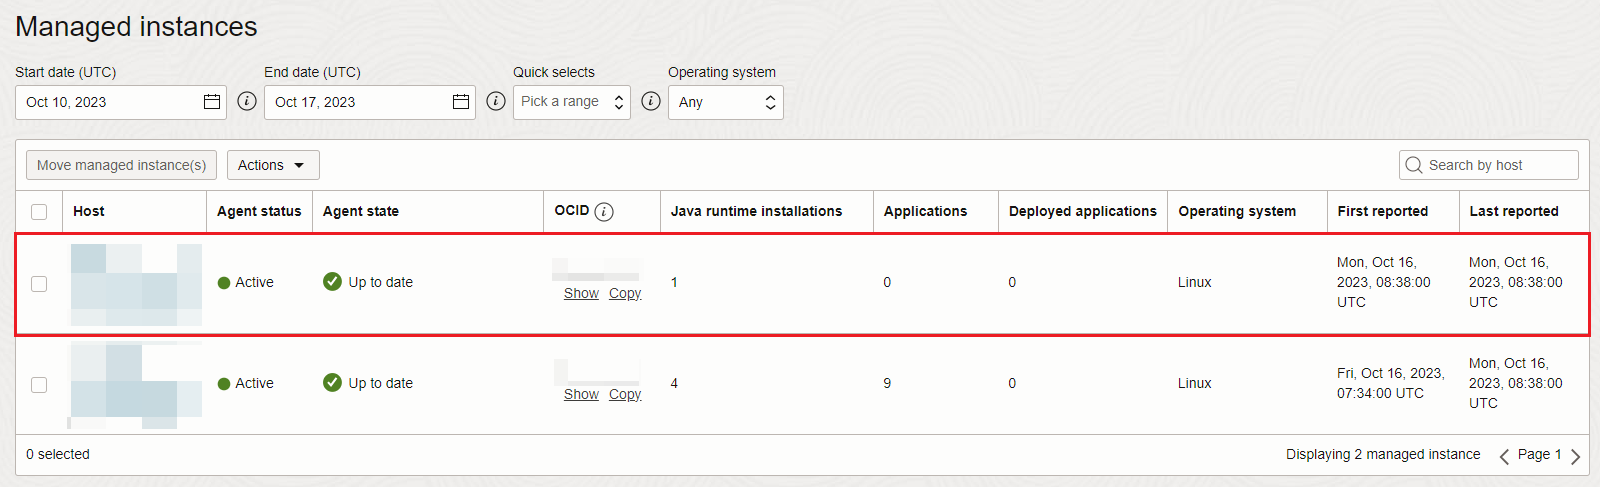 Managed instances
Start date (UTC) End date (UTC) Quick selects Operating system
Oct 10, 2023 i Oct 17, 2023 i Pick a range i Any
Move managed instance(s) Actions Search by host
Host Agent status Agent state OCID i Java runtime installations Applications Deployed applications Operating system First reported Last reported
Active Up to date Show Copy 1 0 0 Linux
Mon, Oct 16,
2023, 08:38:00
UTC
Mon, Oct 16,
2023, 08:38:00
UTC
Active Up to date Show Copy 4 9 0 Linux
Fri, Oct 16, 2023,
07:34:00 UTC
Mon, Oct 16,
2023, 08:38:00
UTC
0 selected Displaying 2 managed instance Page 1